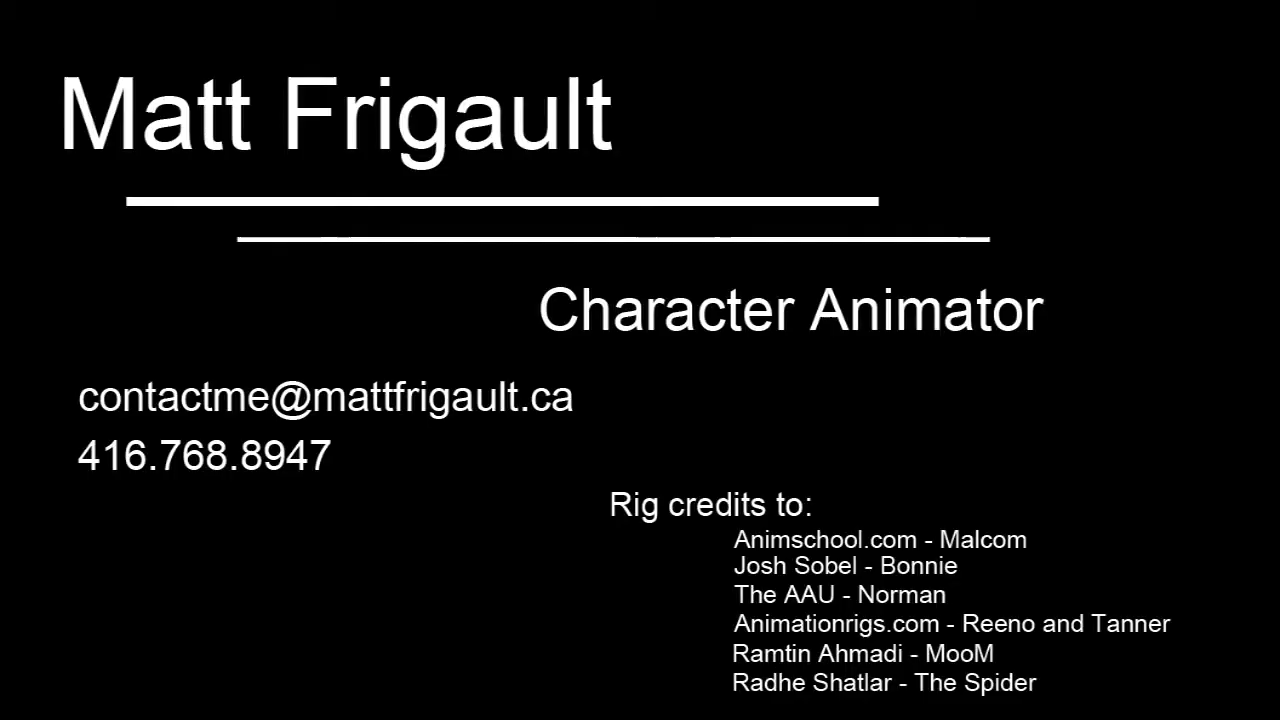 Matt Frigault
Character Animator
contactme@mattfrigault.ca
416.768.8947
Rig credits to:
Animschool.com - Malcom
Josh Sobel - Bonnie
The AAU - Norman
Animationrigs.com - Reeno and Tanner
Ramtin Ahmadi - MooM
Radhe Shatlar - The Spider